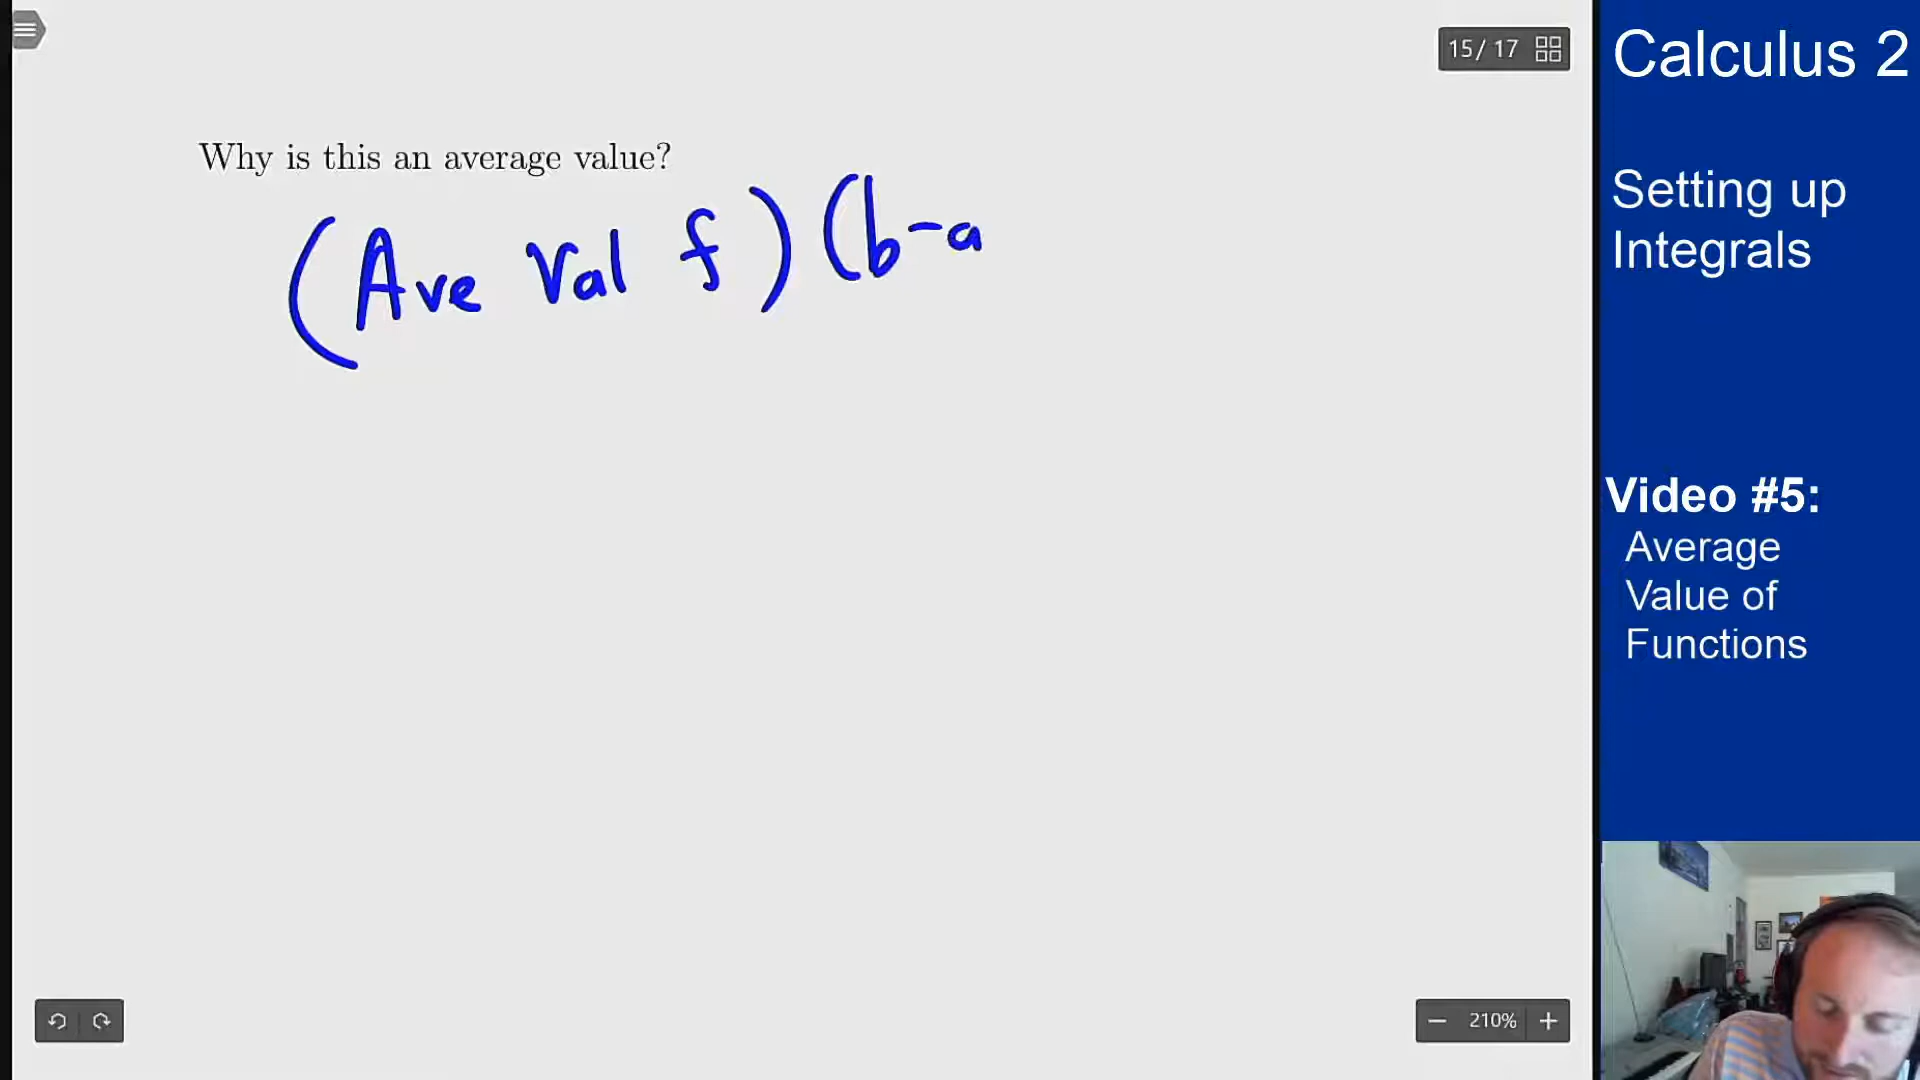 15/ 17
Why is this an average value?
(Ave Val f) (b-a
210%
Calculus 2
Setting up
Integrals
Video #5:
Average
Value of
Functions